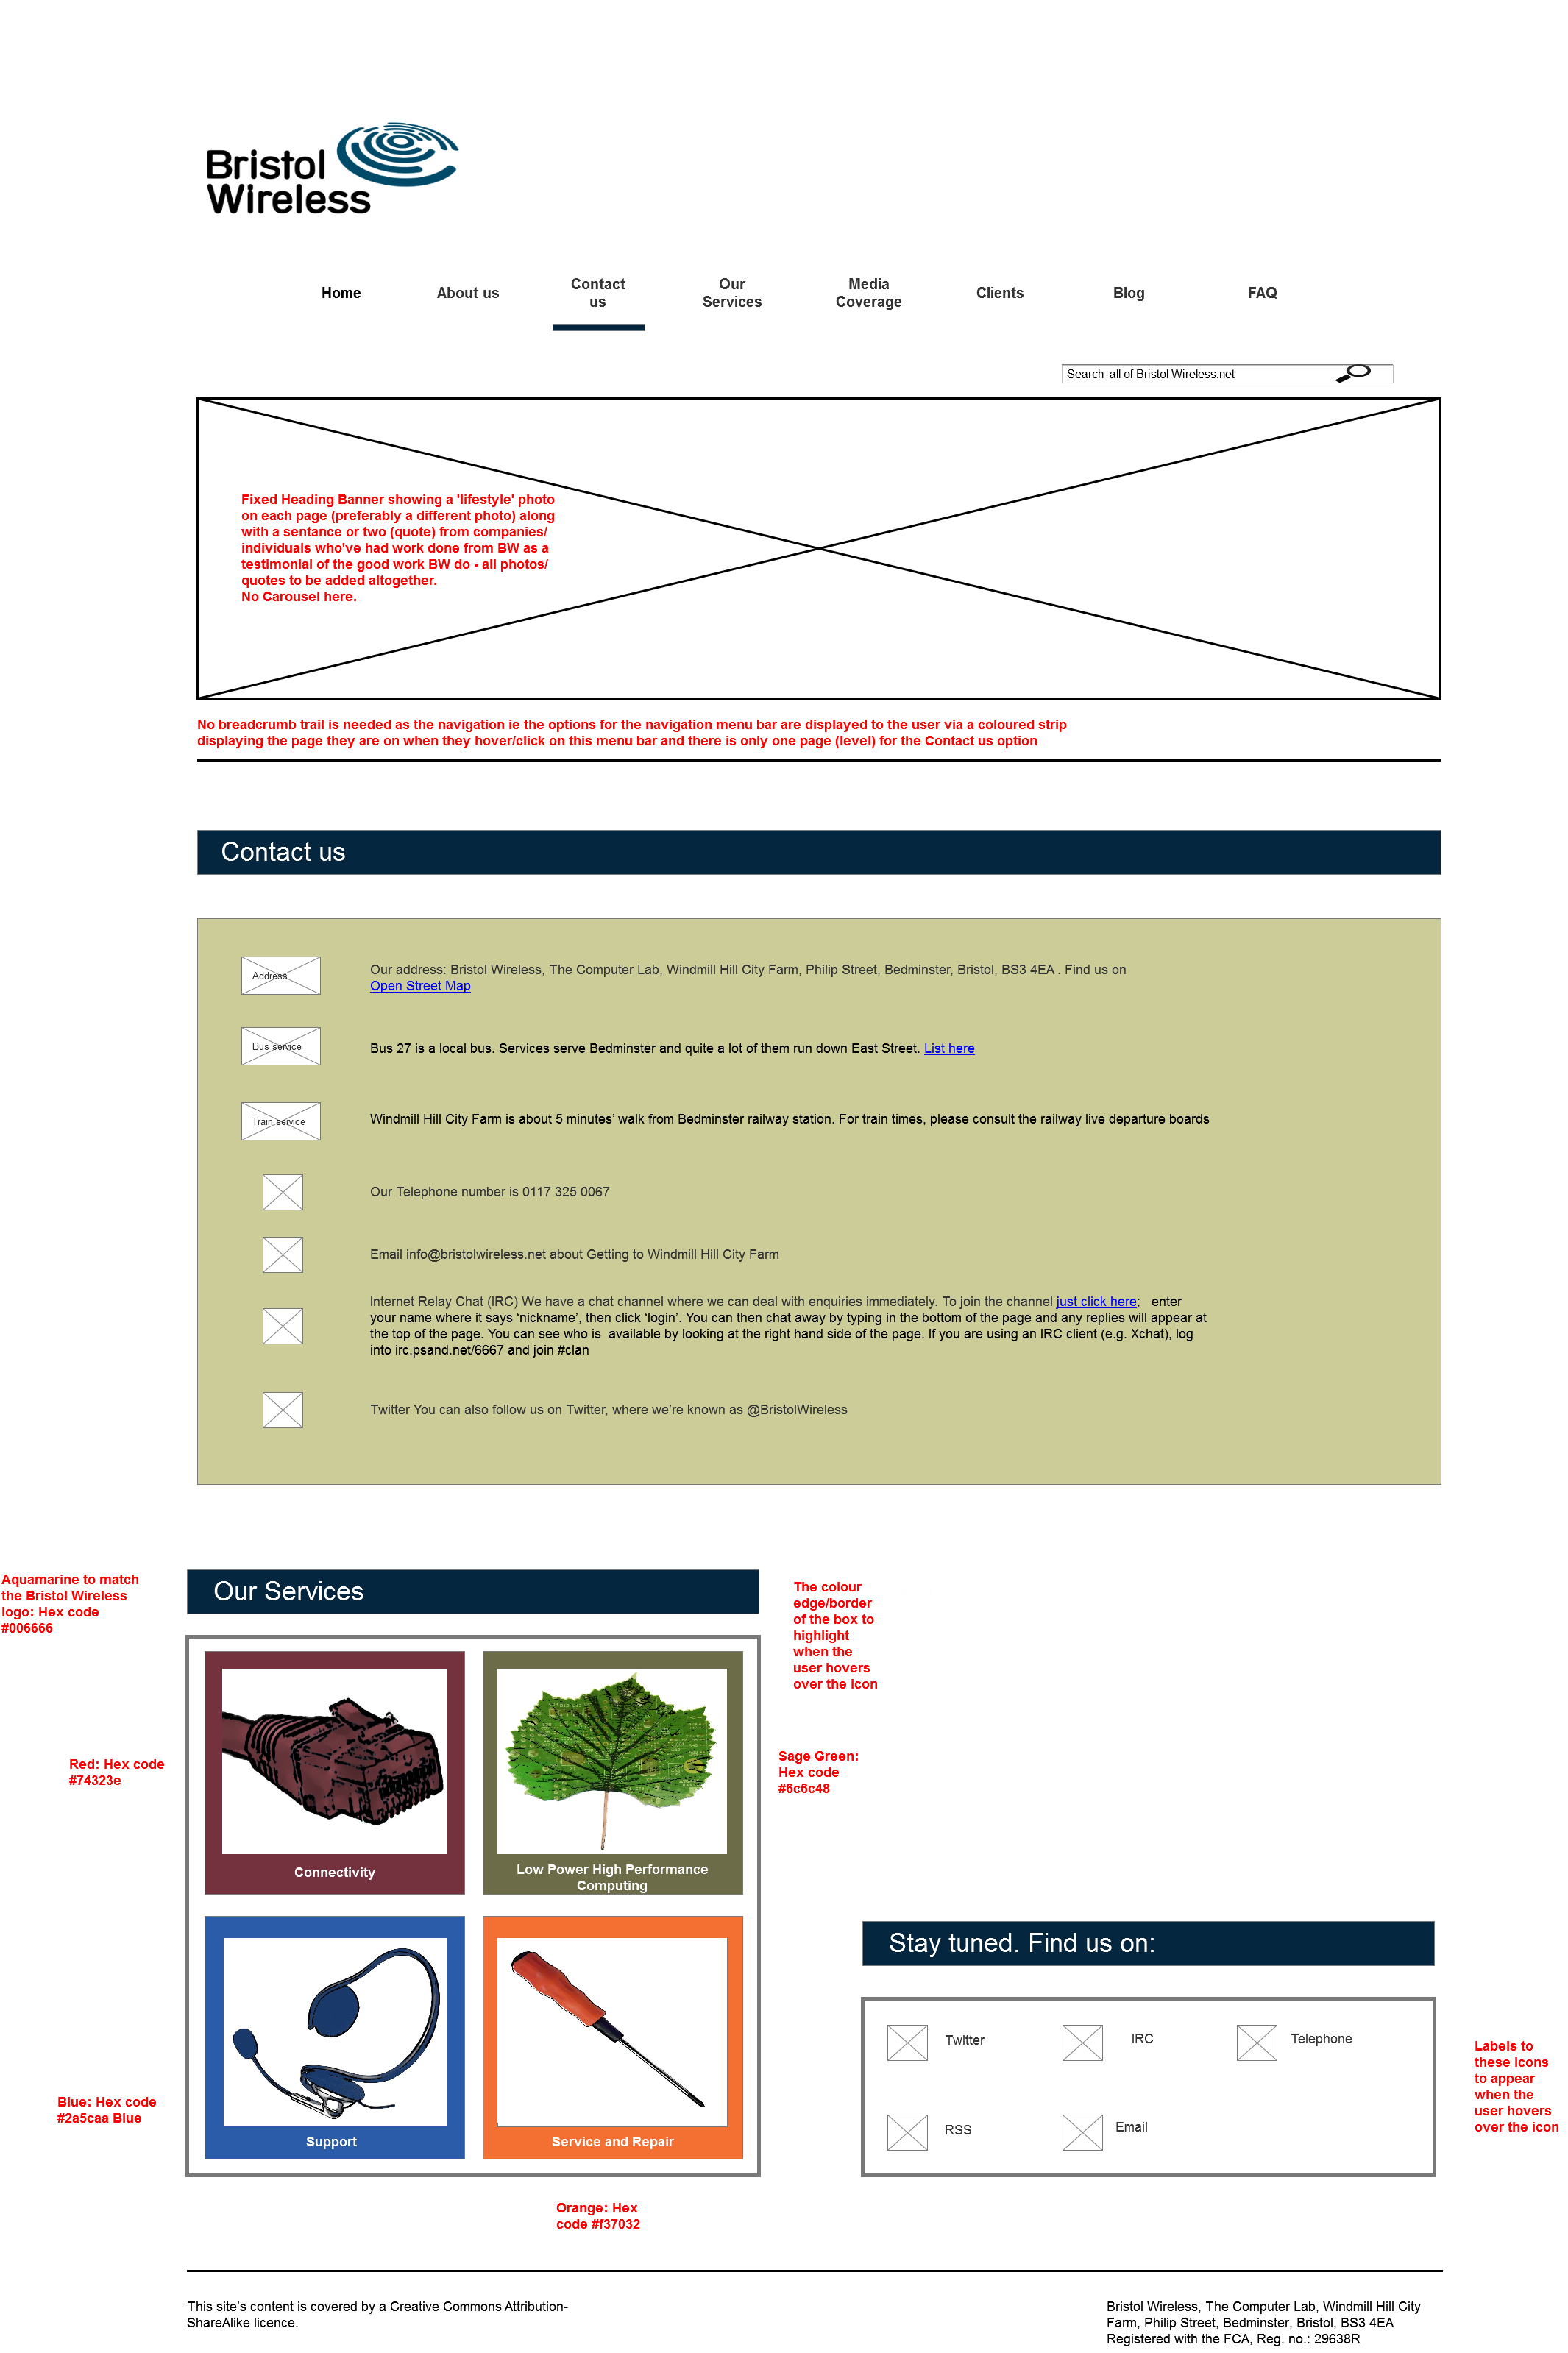 Bristol
Wireless
Home
About us
Contact
us
Our
Services
Media
Coverage
Clients
Blog
FAQ
Search  all of Bristol Wireless.net
Fixed Heading Banner showing a 'lifestyle' photo
on each page (preferably a different photo) along
with a sentance or two (quote) from companies/
individuals who've had work done from BW as a
testimonial of the good work BW do - all photos/
quotes to be added altogether.
No Carousel here.
No breadcrumb trail is needed as the navigation ie the options for the navigation menu bar are displayed to the user via a coloured strip
displaying the page they are on when they hover/click on this menu bar and there is only one page (level) for the Contact us option
Contact us
Address
Our address: Bristol Wireless, The Computer Lab, Windmill Hill City Farm, Philip Street, Bedminster, Bristol, BS3 4EA . Find us on
Open Street Map
Bus service
Bus 27 is a local bus. Services serve Bedminster and quite a lot of them run down East Street. List here
Train service
Windmill Hill City Farm is about 5 minutes’ walk from Bedminster railway station. For train times, please consult the railway live departure boards
Our Telephone number is 0117 325 0067
Email info@bristolwireless.net about Getting to Windmill Hill City Farm
Internet Relay Chat (IRC) We have a chat channel where we can deal with enquiries immediately. To join the channel just click here;   enter
your name where it says ‘nickname’, then click ‘login’. You can then chat away by typing in the bottom of the page and any replies will appear at
the top of the page. You can see who is  available by looking at the right hand side of the page. If you are using an IRC client (e.g. Xchat), log
into irc.psand.net/6667 and join #clan
Twitter You can also follow us on Twitter, where we’re known as @BristolWireless
Aquamarine to match
the Bristol Wireless
logo: Hex code
#006666
Our Services
The colour
edge/border
of the box to
highlight
when the
user hovers
over the icon
Red: Hex code
#74323e
Sage Green:
Hex code
#6c6c48
Connectivity
Low Power High Performance
Computing
Blue: Hex code
#2a5caa Blue
Support
Service and Repair
Orange: Hex
code #f37032
Stay tuned. Find us on:
Twitter
IRC
Telephone
RSS
Email
Labels to
these icons
to appear
when the
user hovers
over the icon
This site’s content is covered by a Creative Commons Attribution-
ShareAlike licence.
Bristol Wireless, The Computer Lab, Windmill Hill City
Farm, Philip Street, Bedminster, Bristol, BS3 4EA
Registered with the FCA, Reg. no.: 29638R